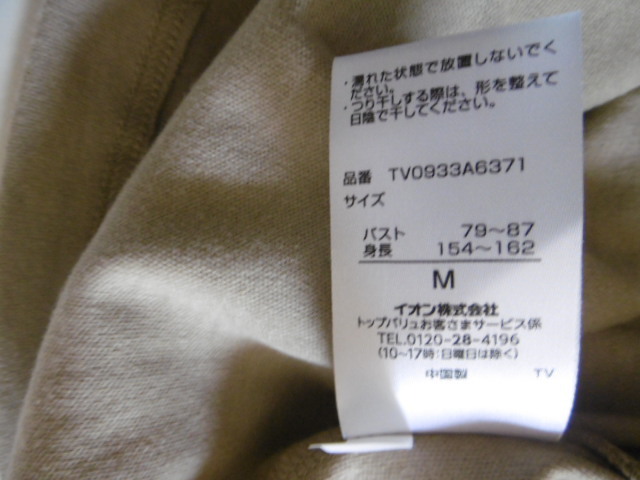 ・濡れた状態で放置しないでく
ださい。
・つり干しする際は、形を整えて
日陰で干してください。
品番 TV0933A6371
サイズ
バスト 79~87
身長 154~162
M
イオン株式会社
トップバリュお客さまサービス係
TEL.0120-28-4196
(10~17時:日曜日は除く)
中国製 TV